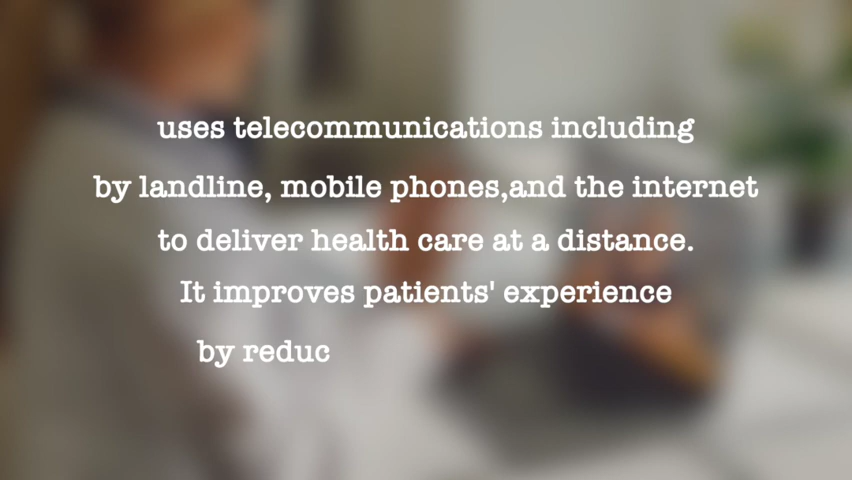 uses telecommunications including
by landline, mobile phones,and the internet
to deliver health care at a distance.
It improves patients' experience
by reduc